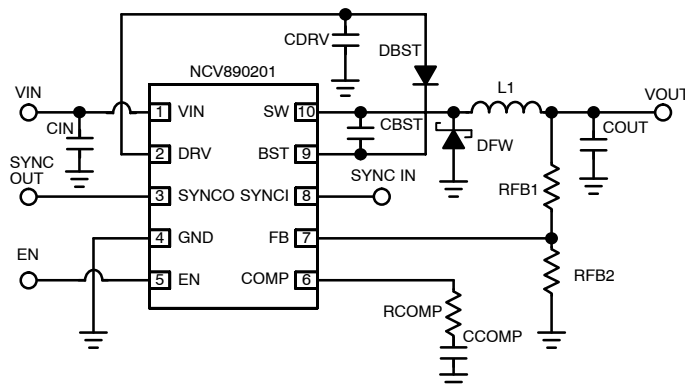 CDRV
DBST
NCV890201
L1
VIN
VOUT
1 VIN
SW 10
CIN
CBST
COUT
2 DRV
BST 9
DFW
SYNC
OUT
SYNC IN
3 SYNCO
SYNCI 8
RFB1
4 GND
FB 7
EN
5 EN
COMP 6
RFB2
RCOMP
CCOMP